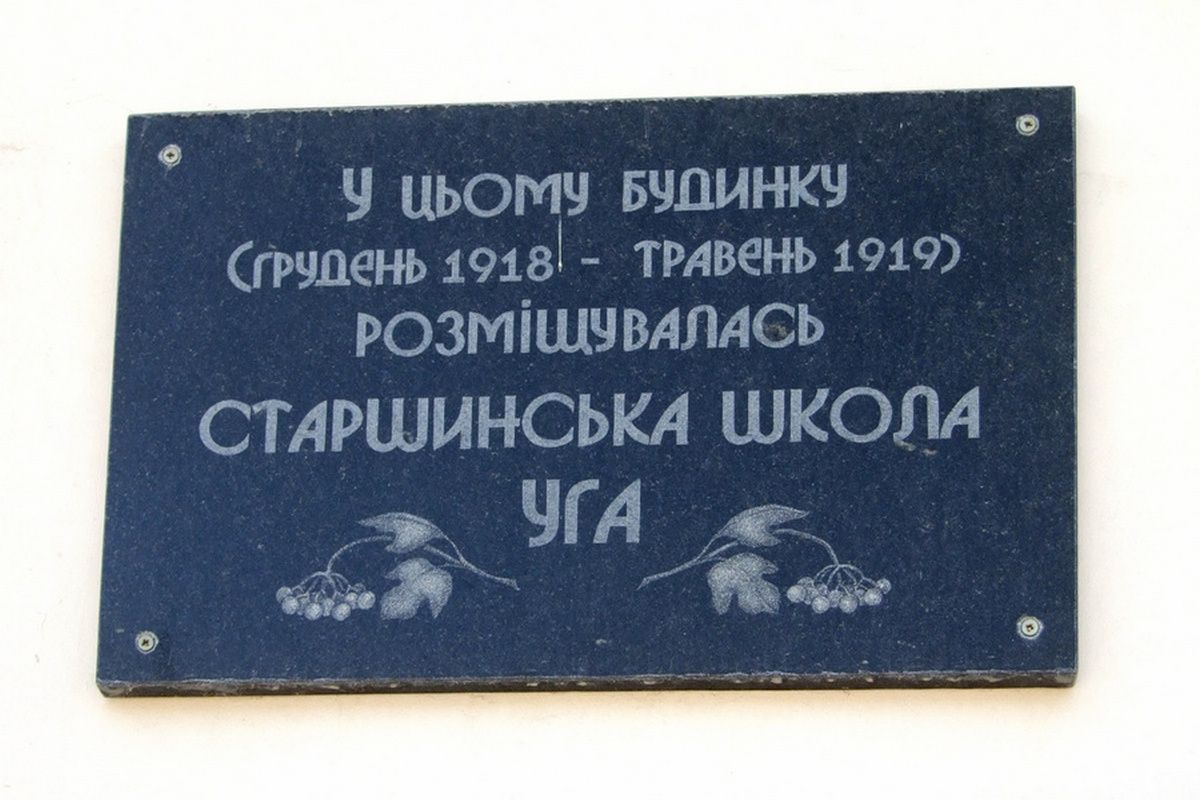 У ЦЬОМУ БУДИНКУ
(ГРУДЕНЬ 1918 - ТРАВЕНЬ 1919)
РОЗМІЩУВАЛАСЬ
СТАРШИНСЬКА ШКОЛА
УГА